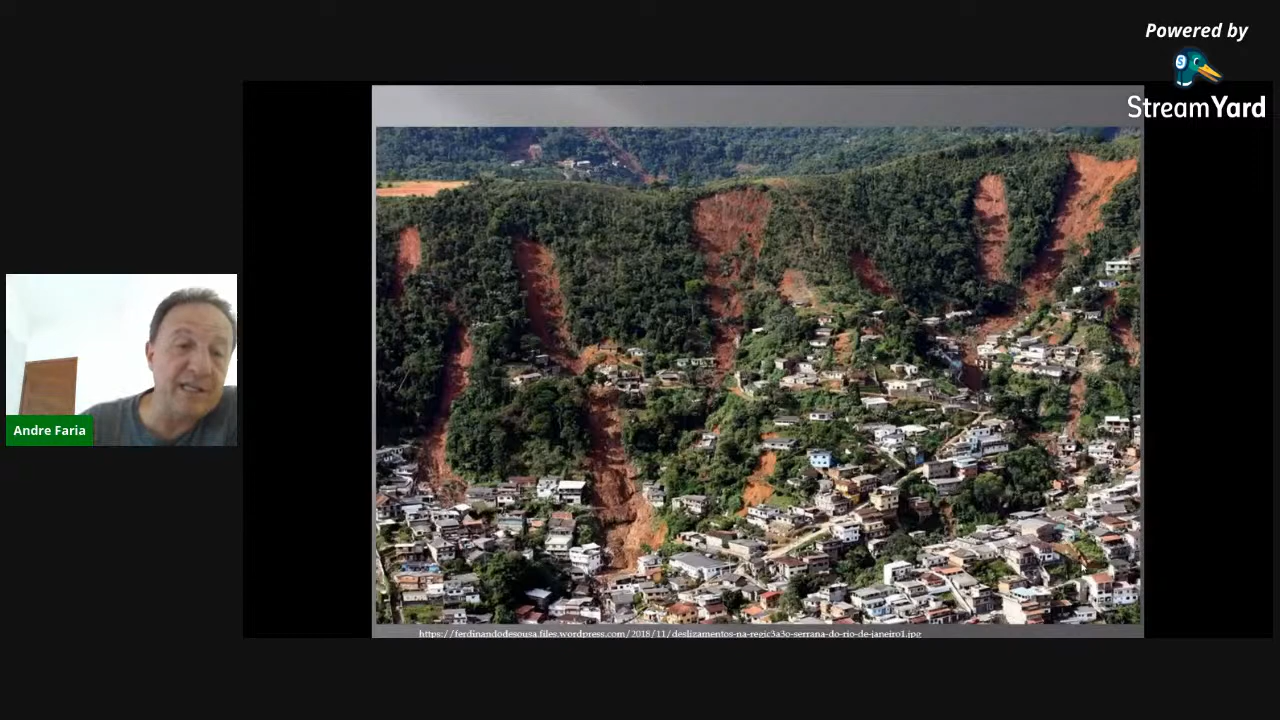 Powered by
StreamYard
Andre Faria
https://ferdinandodesousa.files.wordpress.com/2018/11/deslizamentos-na-regic3a3o-serrana-do-rio-de-janeiro1.jpg